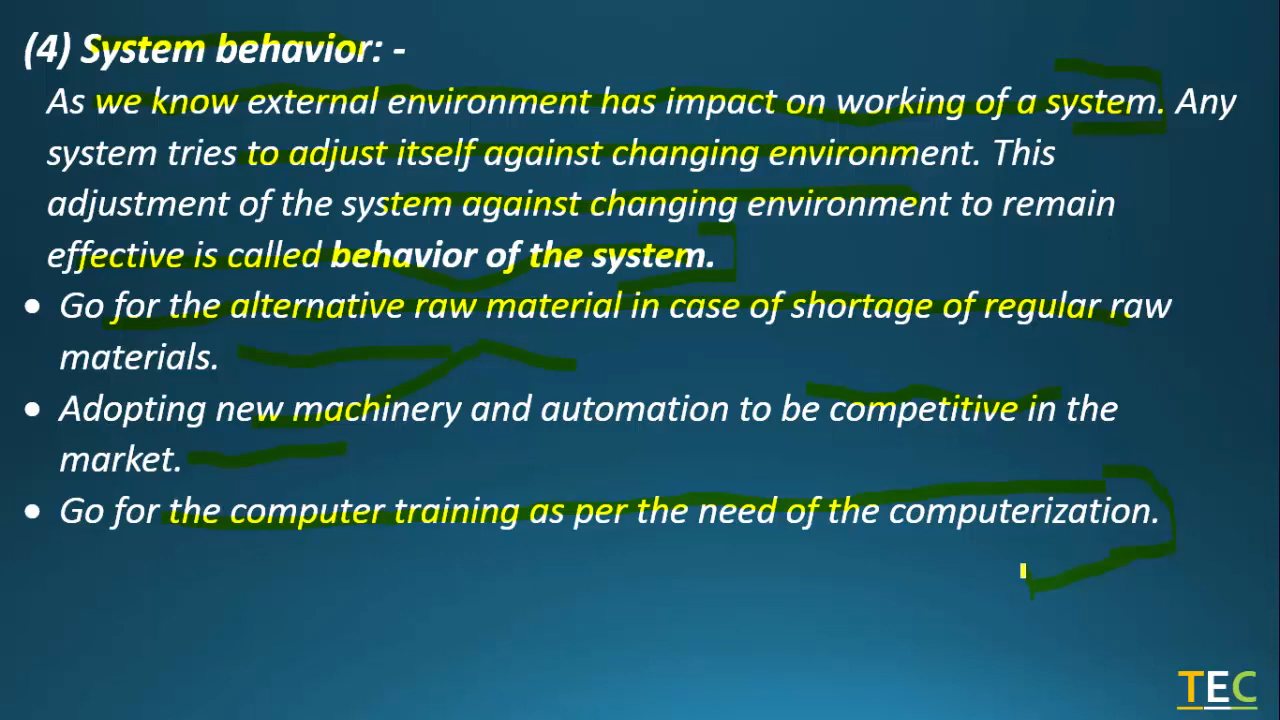 (4) System behavior: -
As we know external environment has impact on working of a system. Any
system tries to adjust itself against changing environment. This
adjustment of the system against changing environment to remain
effective is called behavior of the system.
• Go for the alternative raw material in case of shortage of regular raw
materials.
• Adopting new machinery and automation to be competitive in the
market.
• Go for the computer training as per the need of the computerization.
TEC